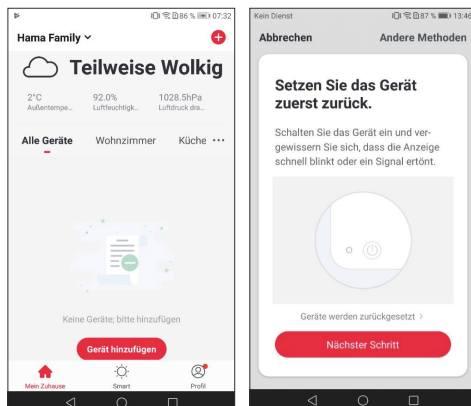 86 % 07:32
Hama Family
Teilweise Wolkig
2°C 92.0% 1028.5hPa
Außentempe... Luftfeuchtigk... Luftdruck dra...
Alle Geräte Wohnzimmer Küche ...
Keine Geräte; bitte hinzufügen
Gerät hinzufügen
Mein Zuhause Smart Profil
Kein Dienst 87 % 13:46
Abbrechen Andere Methoden
Setzen Sie das Gerät
zuerst zurück.
Schalten Sie das Gerät ein und ver-
gewissern Sie sich, dass die Anzeige
schnell blinkt oder ein Signal ertönt.
Geräte werden zurückgesetzt >
Nächster Schritt